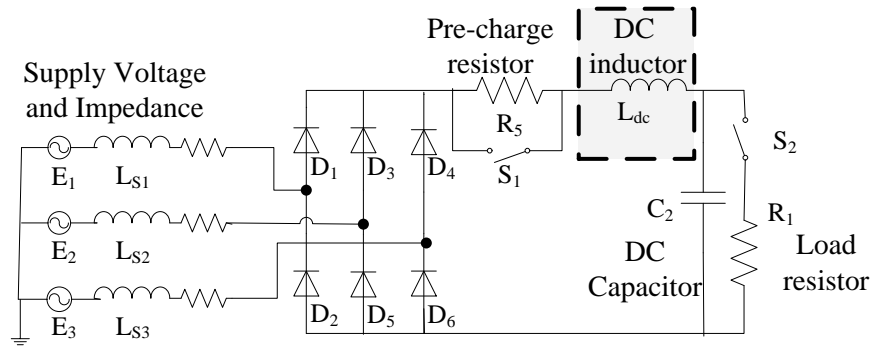 Supply Voltage
and Impedance
Pre-charge
resistor
DC
inductor
R5
Ldc
S1
S2
D1
D3
D4
E1
LS1
E2
LS2
E3
LS3
D2
D5
D6
C2
DC
Capacitor
R1
Load
resistor